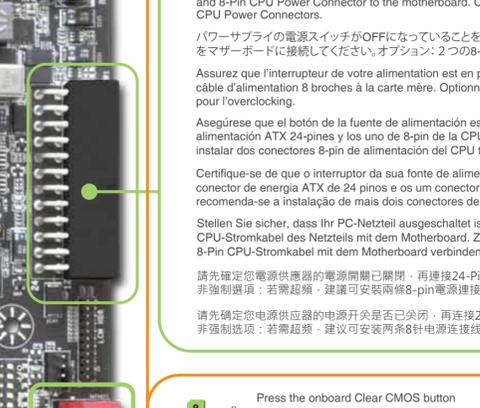 and 8-Pin CPU Power Connector to the motherboard.
CPU Power Connectors.
パワーサプライの電源スイッチがOFFになっていることを
をマザーボードに接続してください。オプション：２つの8-
Assurez que l'interrupteur de votre alimentation est en
câble d'alimentation 8 broches à la carte mère. Optionn
pour l'overclocking.
Asegúrese que el botón de la fuente de alimentación es
alimentación ATX 24-pines y los uno de 8-pin de la CPU
instalar dos conectores 8-pin de alimentación del CPU
Certifique-se de que o interruptor da sua fonte de alime
conector de energia ATX de 24 pinos e os um conector
recomenda-se a instalação de mais dois conectores de
Stellen Sie sicher, dass Ihr PC-Netzteil ausgeschaltet is
CPU-Stromkabel des Netzteils mit dem Motherboard. Z
8-Pin CPU-Stromkabel mit dem Motherboard verbinden
請先確定您電源供應器的電源開關已關閉，再連接24-Pi
非強制選項：若需超頻，建議可安裝兩條8-pin電源連接
请先确定您电源供应器的电源开关是否已关闭，再连接2
非强制选项：若需超频，建议可安装两条8针电源连接线
Press the onboard Clear CMOS button
8